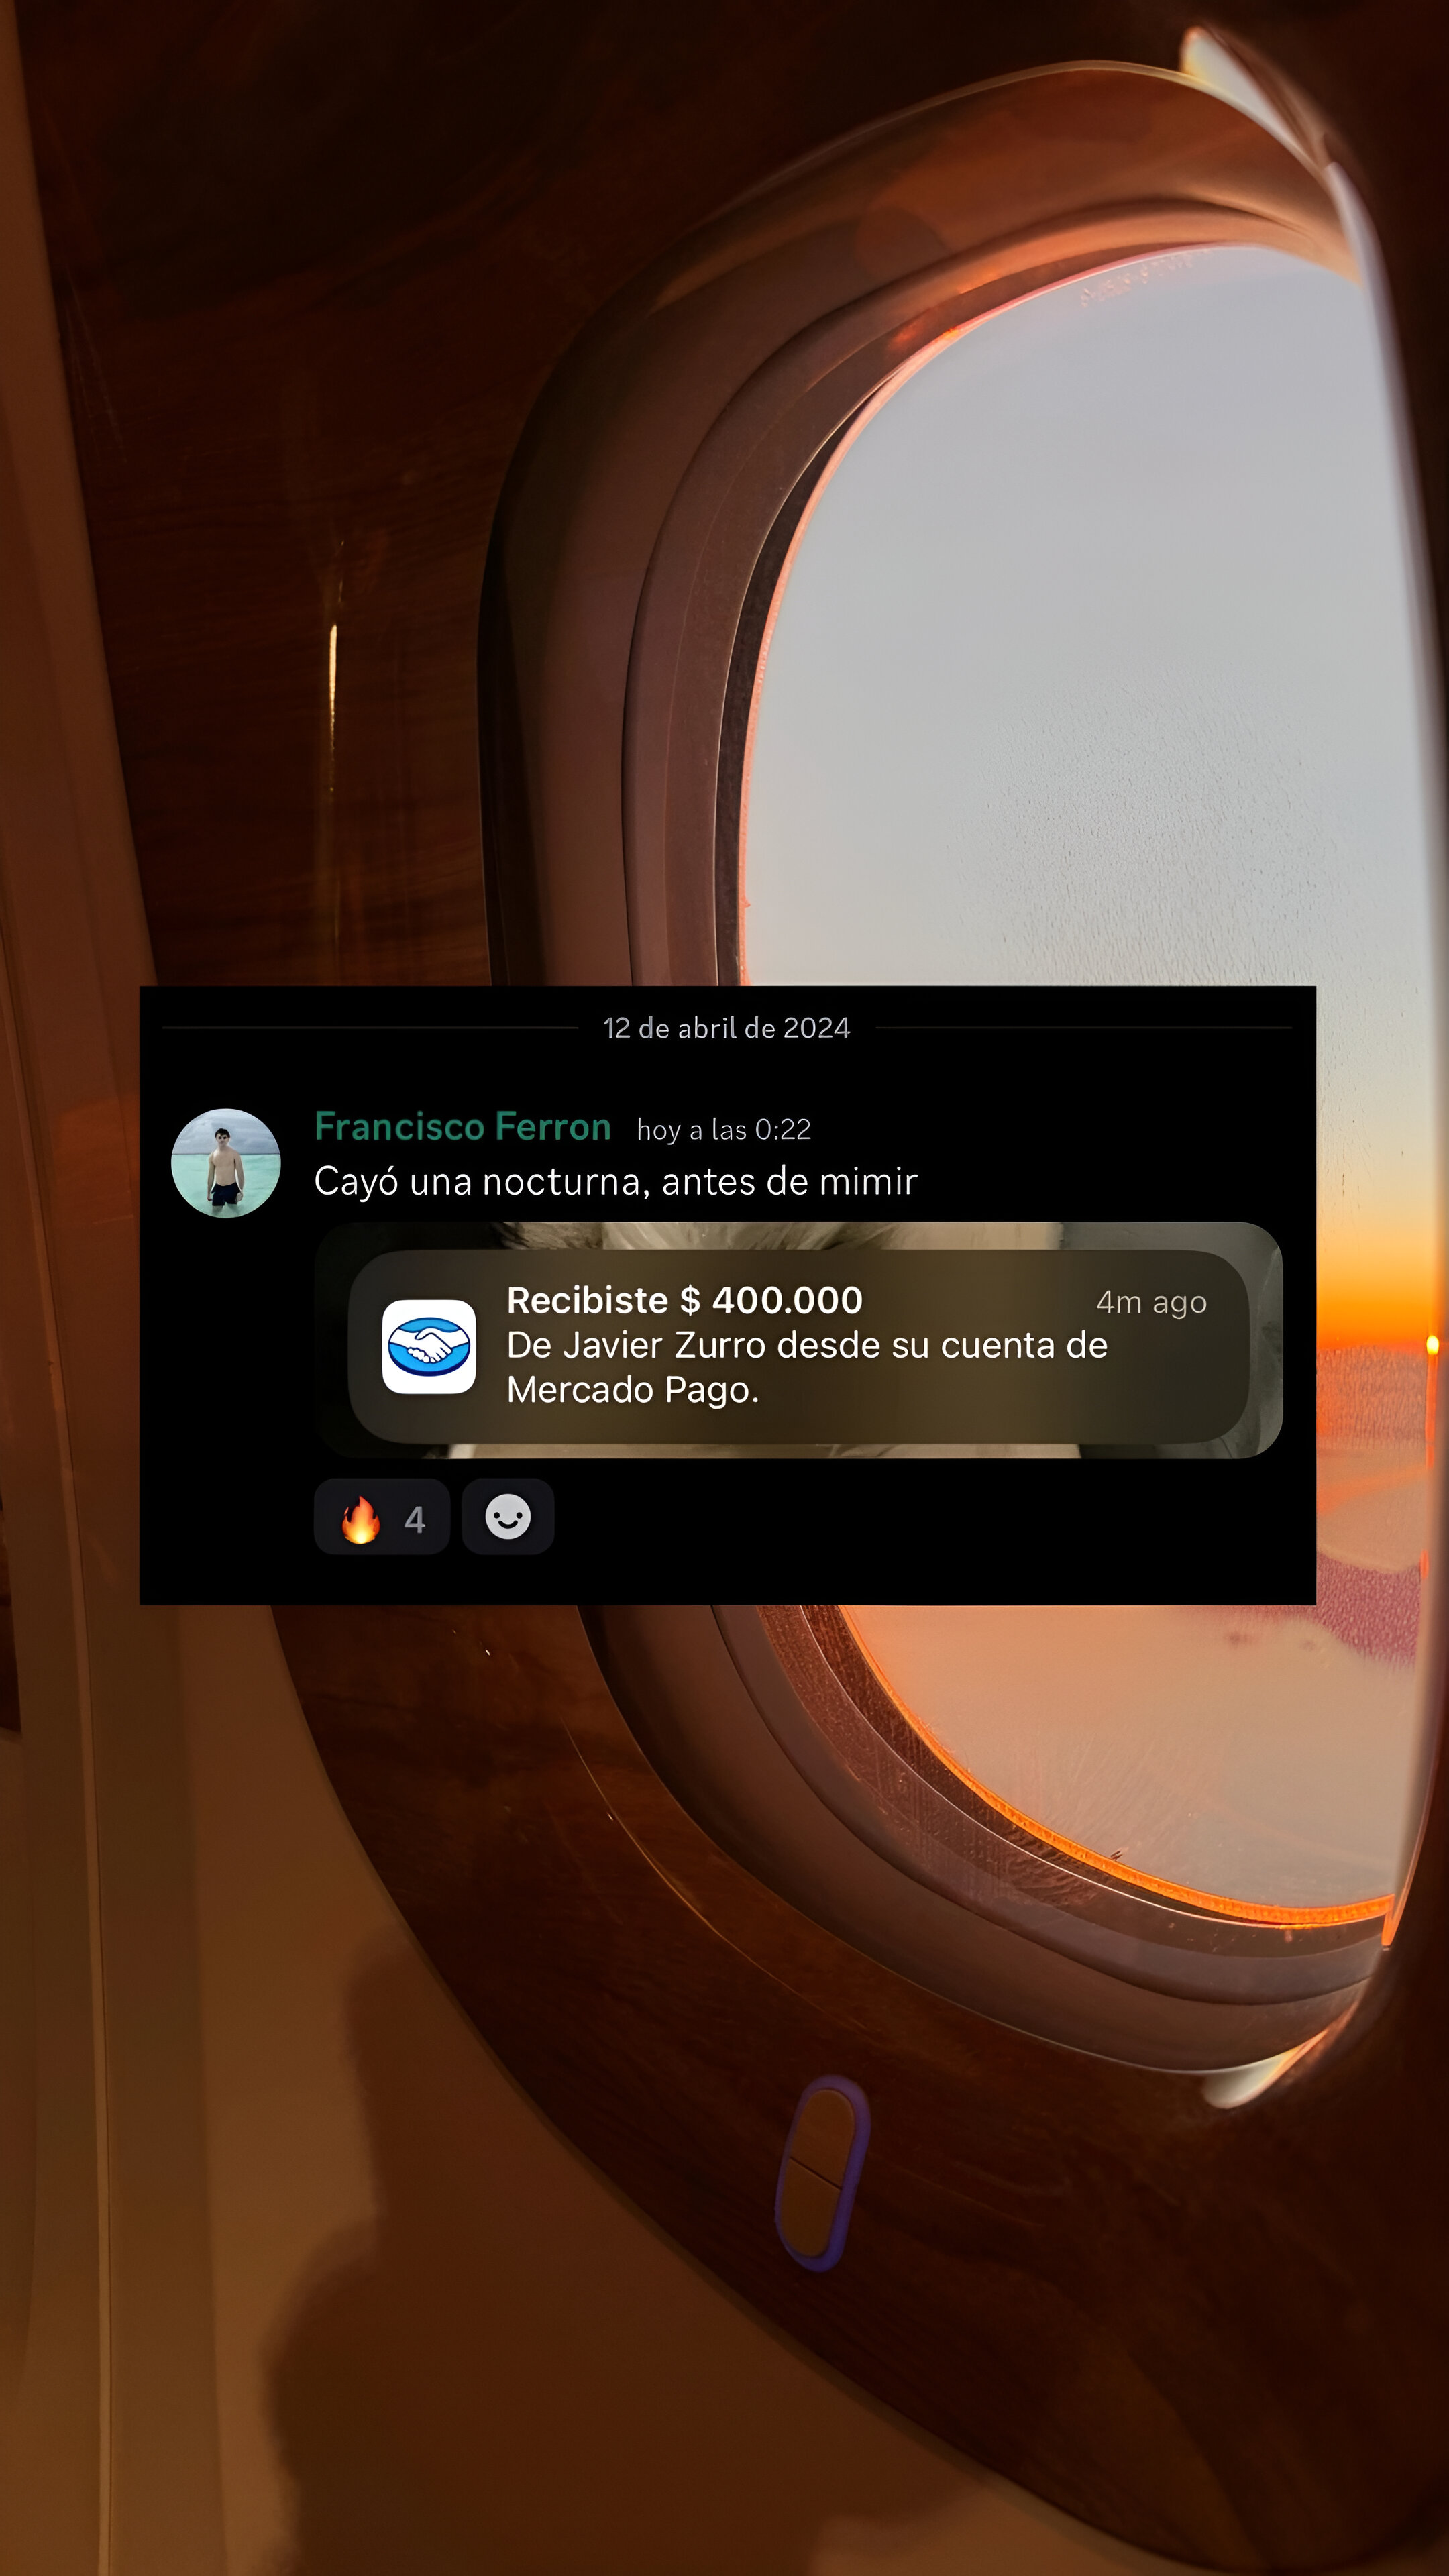 12 de abril de 2024
Francisco Ferron hoy a las 0:22
Cayó una nocturna, antes de mimir
Recibiste $ 400.000 4m ago
De Javier Zurro desde su cuenta de
Mercado Pago.
🔥 4